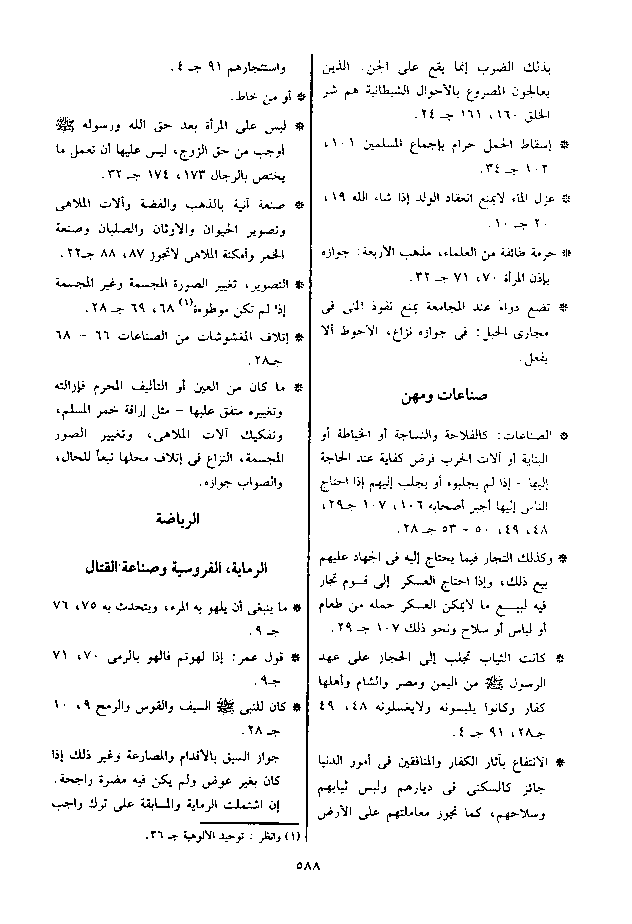 بذلك الضرب إنما يقع على الجن. الذين
يعالجون المصروع بالأحوال الشيطانية هم شر
الخلق ١٦٠، ١٦١ جـ ٢٤.
* إسقاط الحمل حرام بإجماع المسلمين ١٠١،
١٠٢ جـ ٣٤.
* عزل الماء لايمنع انعقاد الولد إذا شاء الله ١٩،
٢٠ جـ ١٠.
* حرمة طائفة من العلماء، مذهب الأربعة: جوازه
بإذن المرأة ٧٠، ٧١ جـ ٣٢.
* تضع دواء عند المجامعة يمنع نفوذ المنى فى
مجارى الحبل: فى جوازه نزاع، الأحوط ألا
يفعل.
صناعات ومهن
* الصناعات: كالفلاحة والنساجة أو الخياطة أو
البناية أو آلات الحرب فرض كفاية عند الحاجة
إليها - إذا لم يجلبوه أو يجلب إليهم إذا احتاج
الناس إليها أجبر أصحابه ١٠٦، ١٠٧ جـ٢٩،
٤٨، ٤٩، ٥٠ - ٥٣ جـ ٢٨.
* وكذلك التجار فيما يحتاج إليه فى الجهاد عليهم
بيع ذلك، وإذا احتاج العسكر إلى قوم تجار
فيه لبيــع ما لايمكن العسكر حمله من طعام
أو لباس أو سلاح ونحو ذلك ١٠٧ جـ ٢٩.
* كانت الثياب تجلب إلى الحجاز على عهد
الرسول ﷺ من اليمن ومصر والشام وأهلها
كفار وكانوا يلبسونه ولايغسلونه ٤٨، ٤٩
جـ٢٨، ٩١ جـ ٤.
* الانتفاع بآثار الكفار والمنافقين فى أمور الدنيا
جائز كالسكنى فى ديارهم ولبس ثيابهم
وسلاحهم، كما تجوز معاملتهم على الأرض
واستئجارهم ٩١ جـ ٤.
* أو من خاط.
* ليس على المرأة بعد حق الله ورسوله ﷺ
أوجب من حق الزوج، ليس عليها أن تعمل ما
يختص بالرجال ١٧٣، ١٧٤ جـ ٣٢.
* صنعة آنية بالذهب والفضة وآلات الملاهى
وتصوير الحيوان والأوثان والصلبان وصنعة
الخمر وأمكنة الملاهى لاتجوز ٨٧، ٨٨ جـ٢٢.
* التصوير، تغيير الصورة المجسمة وغير المجسمة
إذا لم تكن موطوءة(١) ٦٨، ٦٩ جـ ٢٨.
* إتلاف المغشوشات من الصناعات ٦٦ - ٦٨
جـ٢٨.
* ما كان من العين أو التأليف المحرم فإزالته
وتغييره متفق عليها - مثل إراقة خمر المسلم،
وتفكيك آلات الملاهى، وتغيير الصور
المجسمة، النزاع فى إتلاف محلها تبعاً للحال،
والصواب جوازه.
الرياضة
الرماية، الفروسية وصناعة القتال
* ما ينبغى أن يلهو به المرء، ويتحدث به ٧٥، ٧٦
جـ ٩.
* قول عمر: إذا لهوتم فالهو بالرمى ٧٠، ٧١
جـ٩.
* كان للنبى ﷺ السيف والقوس والرمح ٩، ١٠
جـ ٢٨.
جواز السبق بالأقدام والمصارعة وغير ذلك إذا
كان بغير عوض ولم يكن فيه مضرة راجحة.
إن اشتملت الرماية والمسابقة على ترك واجب
(١) وانظر : توحيد الألوهية جـ ٣٦.
٥٨٨